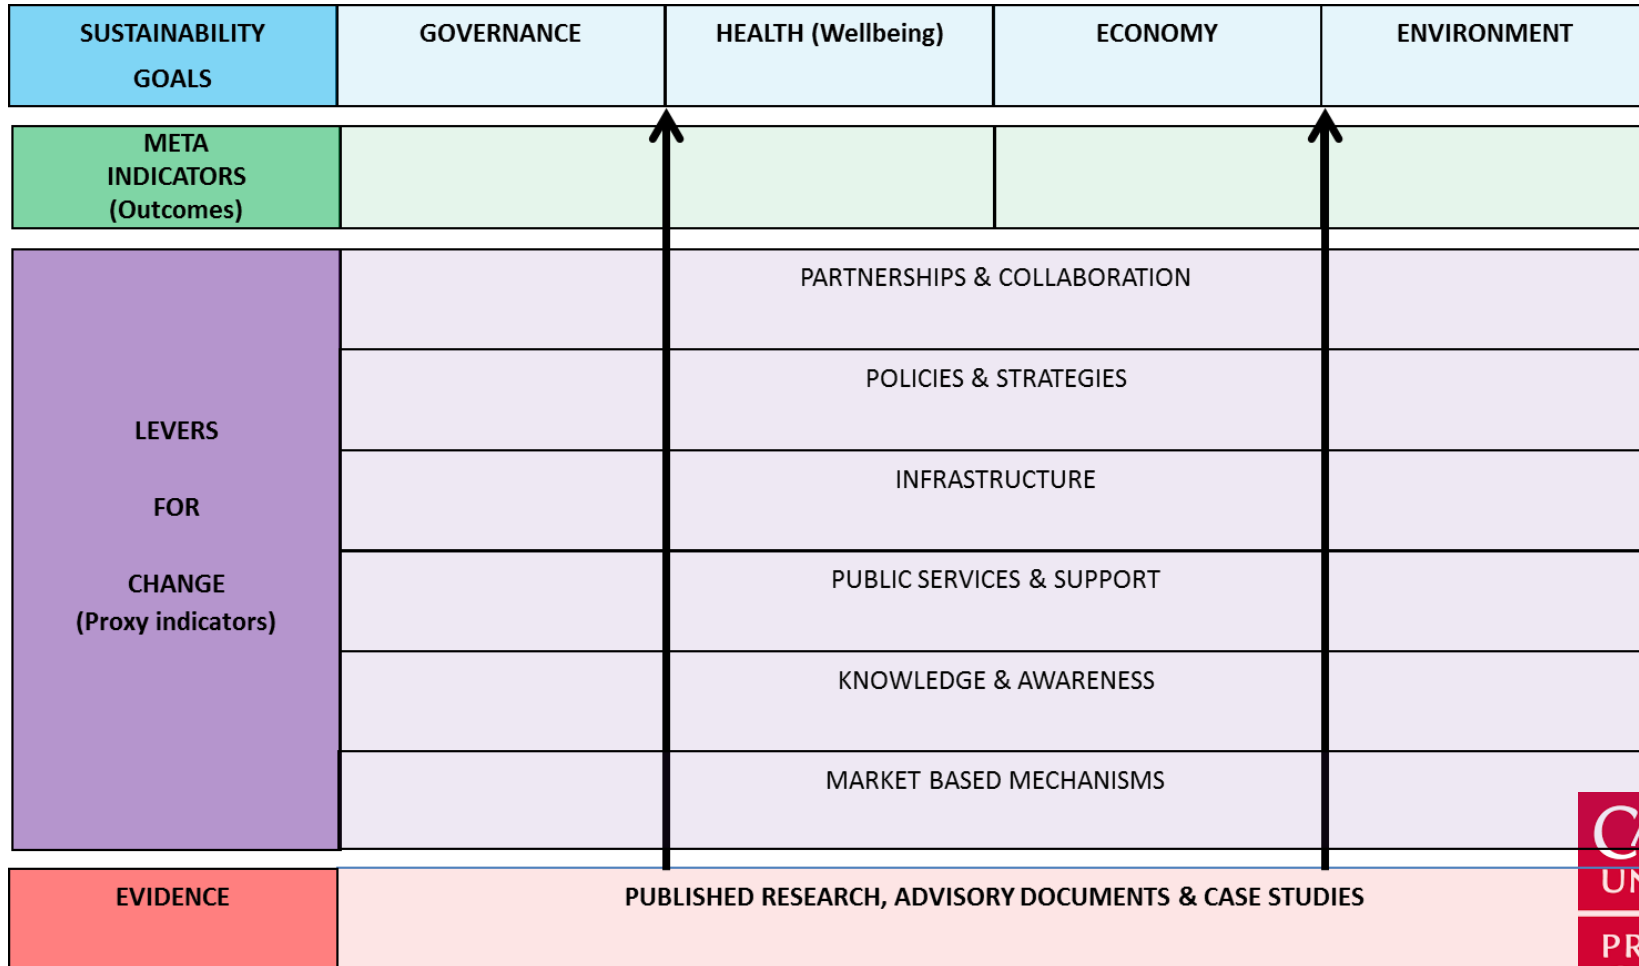 SUSTAINABILITY
GOALS
GOVERNANCE
HEALTH (Wellbeing)
ECONOMY
ENVIRONMENT
META
INDICATORS
(Outcomes)
LEVERS
FOR
CHANGE
(Proxy indicators)
PARTNERSHIPS & COLLABORATION
POLICIES & STRATEGIES
INFRASTRUCTURE
PUBLIC SERVICES & SUPPORT
KNOWLEDGE & AWARENESS
MARKET BASED MECHANISMS
EVIDENCE
PUBLISHED RESEARCH, ADVISORY DOCUMENTS & CASE STUDIES